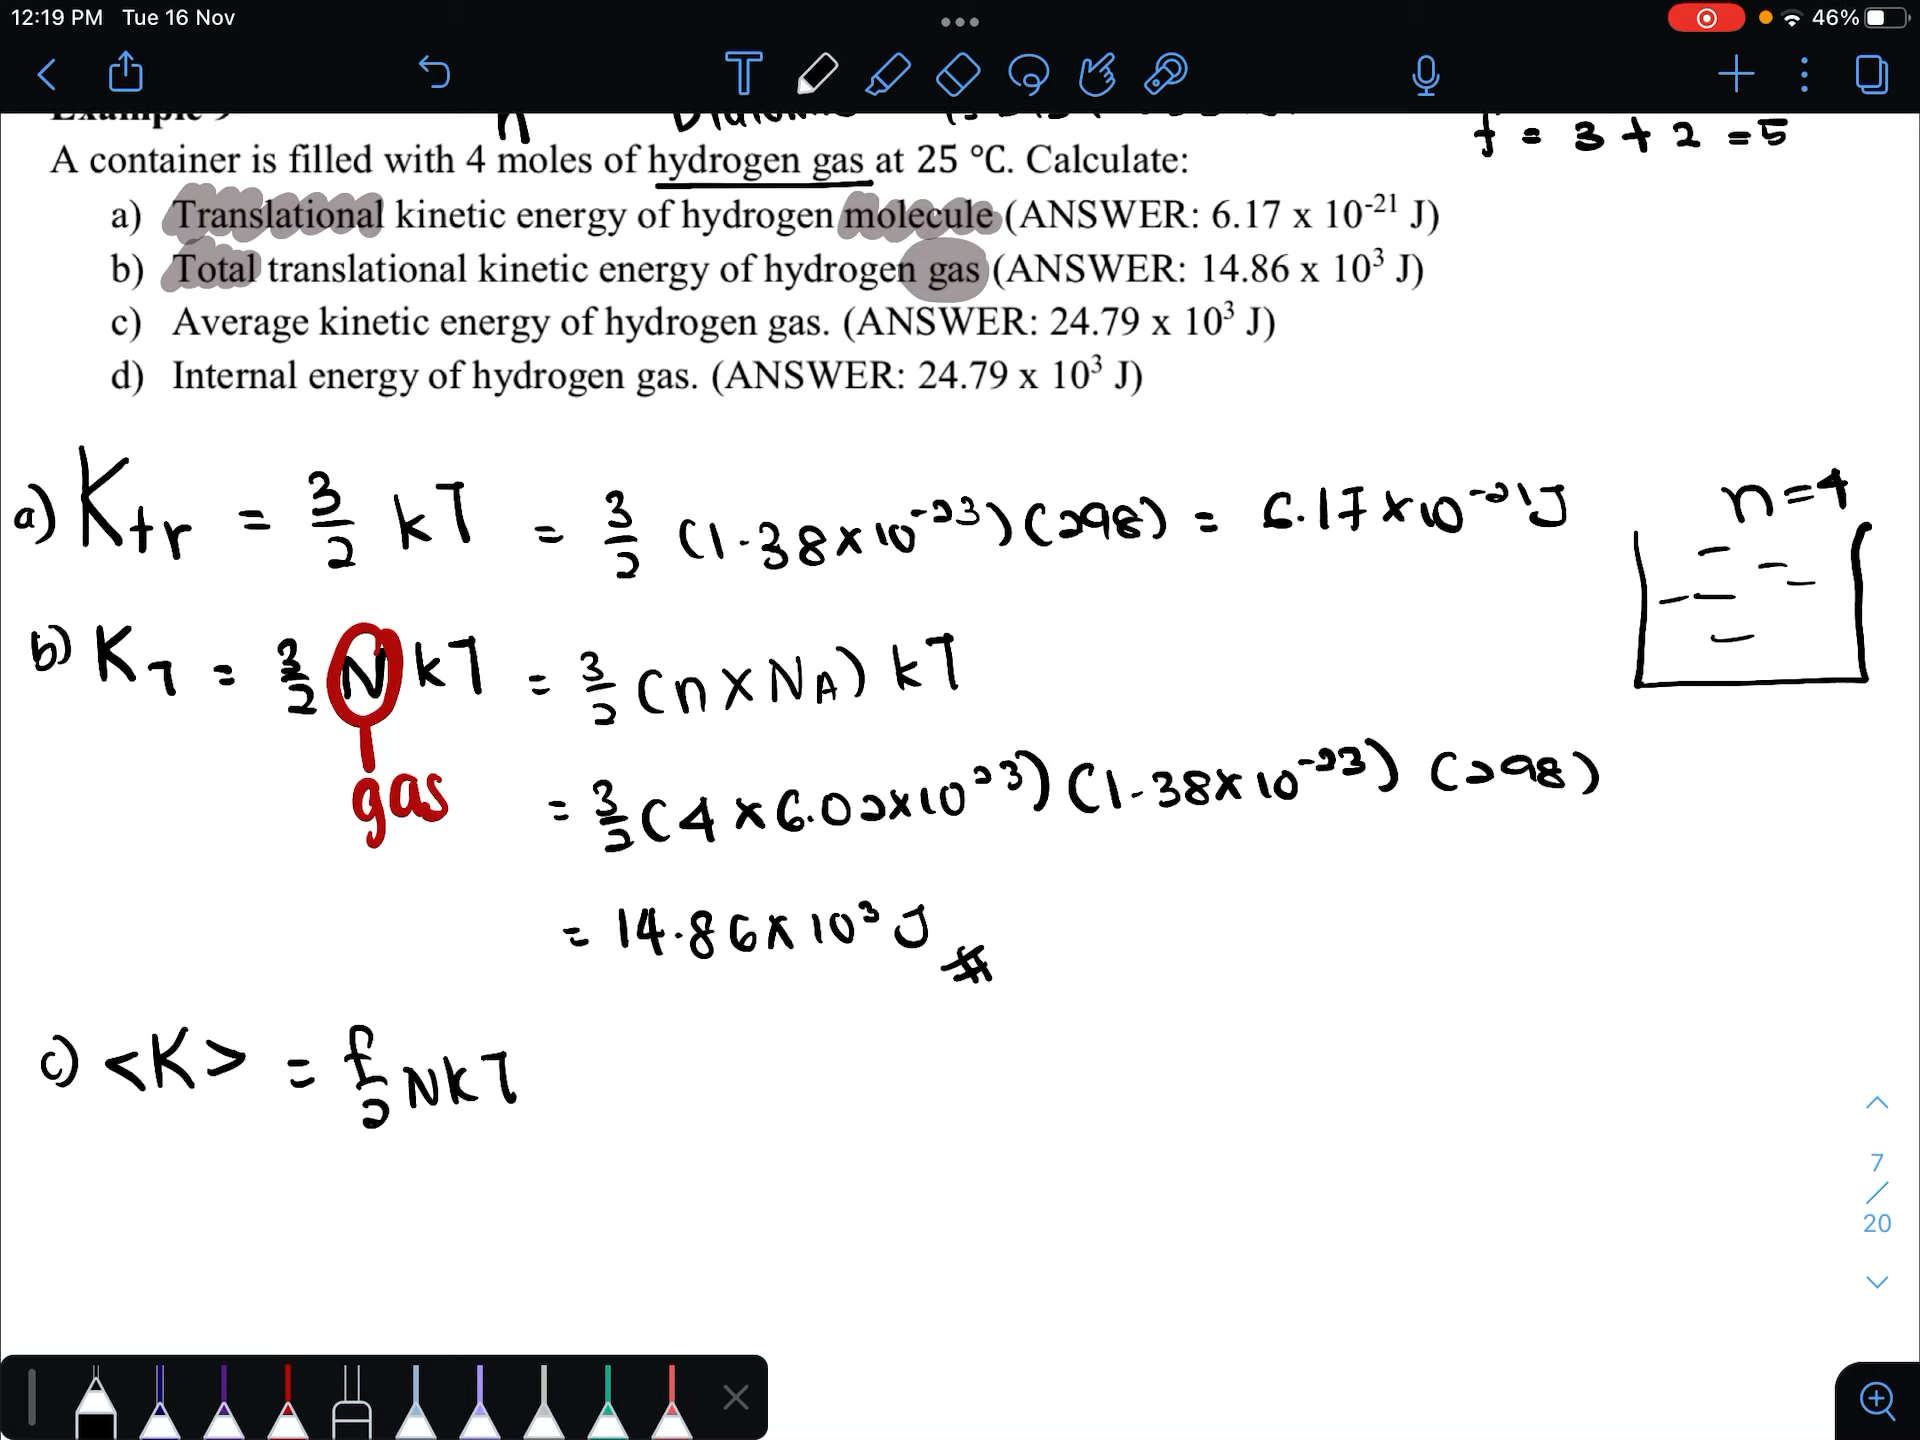 12:19 PM Tue 16 Nov
46%
f = 3 + 2 = 5
A container is filled with 4 moles of hydrogen gas at 25 °C. Calculate:
a) Translational kinetic energy of hydrogen molecule (ANSWER: 6.17 x 10⁻²¹ J)
b) Total translational kinetic energy of hydrogen gas (ANSWER: 14.86 x 10³ J)
c) Average kinetic energy of hydrogen gas. (ANSWER: 24.79 x 10³ J)
d) Internal energy of hydrogen gas. (ANSWER: 24.79 x 10³ J)
n=4
a) Ktr = 3/2 kT = 3/2 (1.38x10⁻²³)(298) = 6.17x10⁻²¹J
b) KT = 3/2 NkT = 3/2 (n x NA) kT
gas
= 3/2 (4 x 6.02x10²³)(1.38x10⁻²³)(298)
= 14.86x10³ J #
c) <K> = f/2 NkT
7
/
20